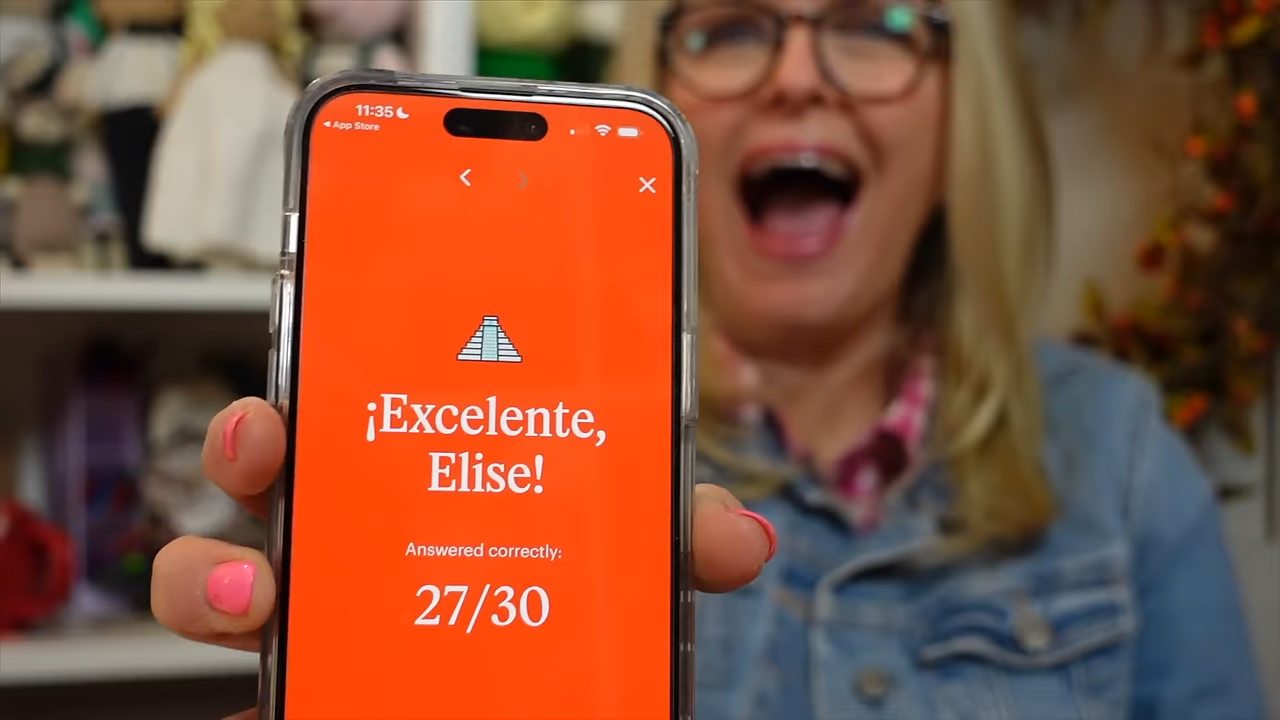 11:35
◀ App Store
¡Excelente,
Elise!
Answered correctly:
27/30